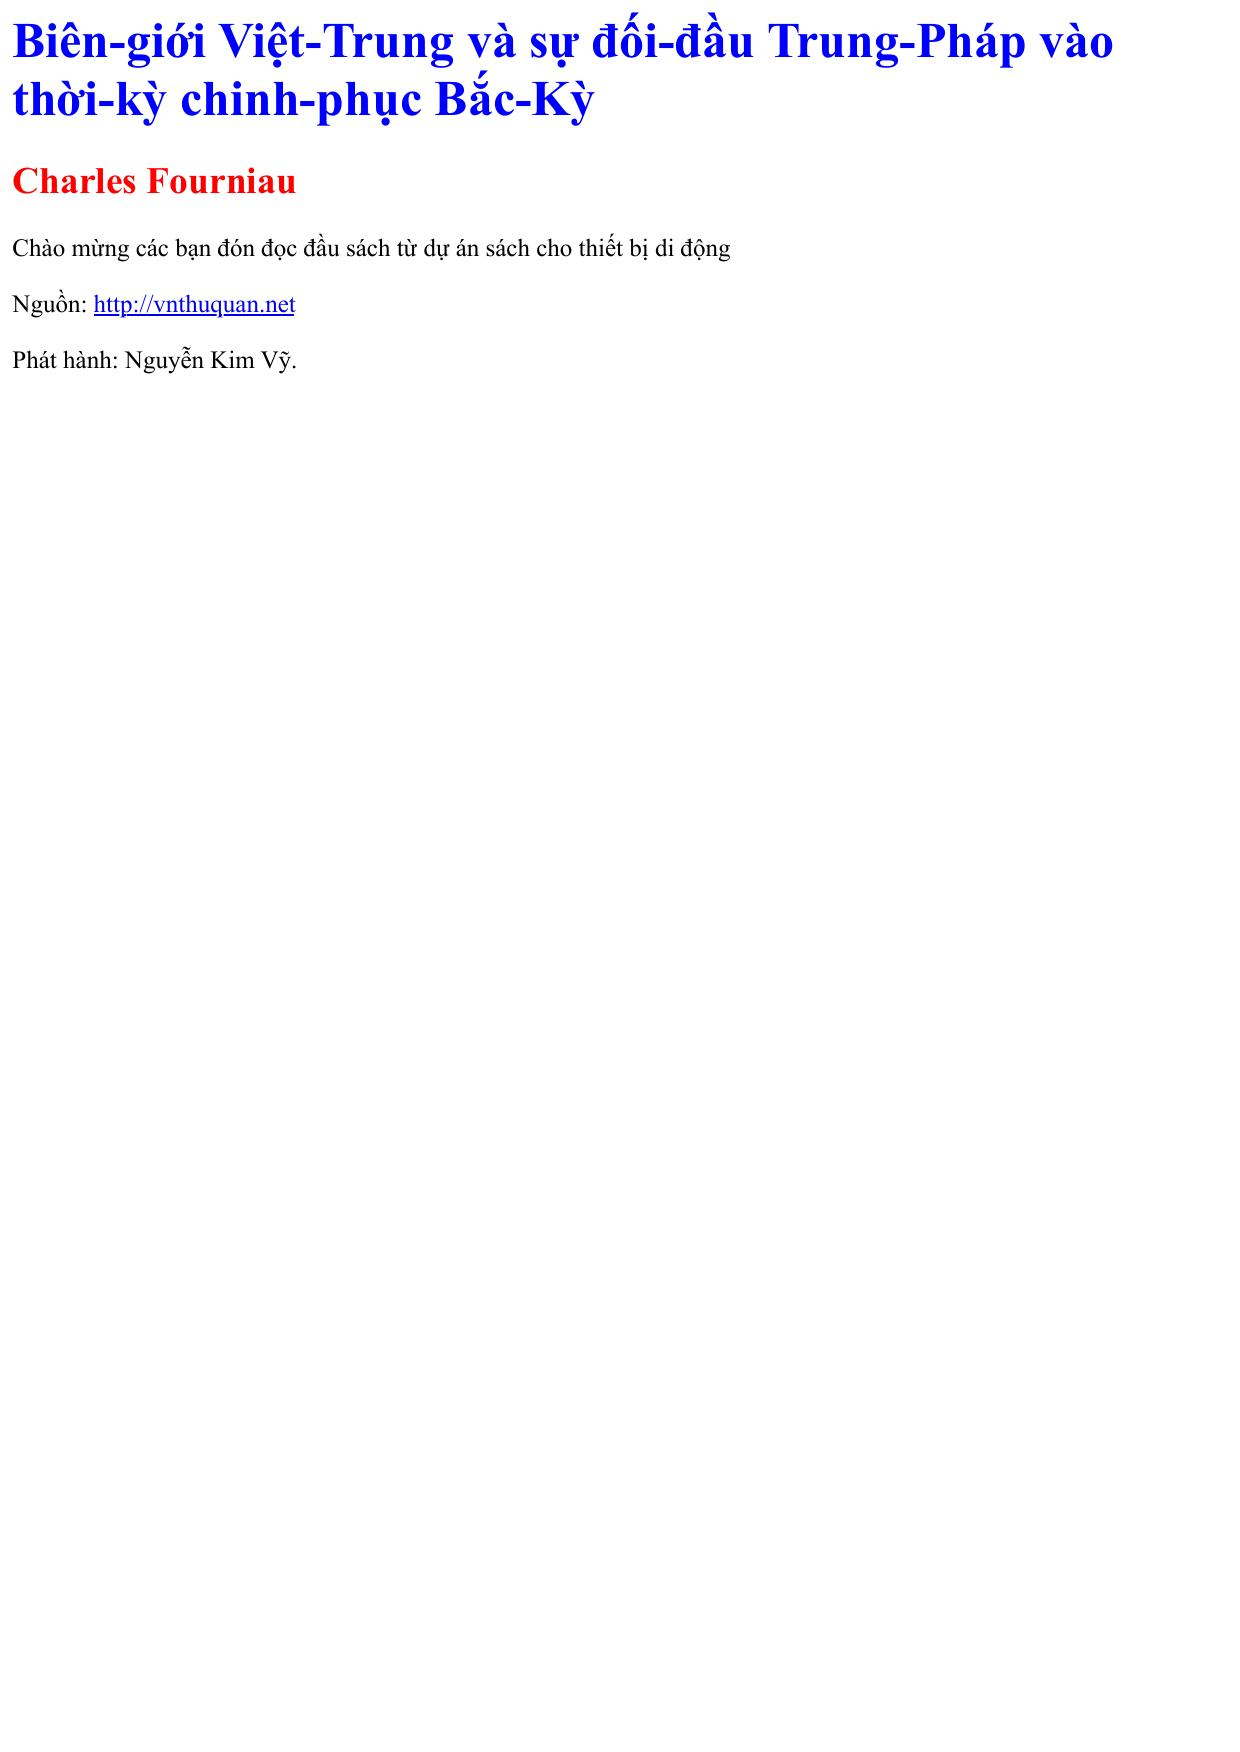 Biên-giới Việt-Trung và sự đối-đầu Trung-Pháp vào
thời-kỳ chinh-phục Bắc-Kỳ
Charles Fourniau
Chào mừng các bạn đón đọc đầu sách từ dự án sách cho thiết bị di động
Nguồn: http://vnthuquan.net
Phát hành: Nguyễn Kim Vỹ.